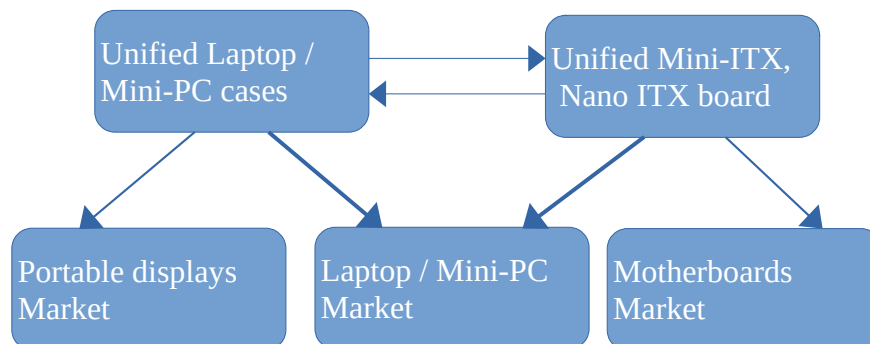 Unified Laptop /
Mini-PC cases
Unified Mini-ITX,
Nano ITX board
Portable displays
Market
Laptop / Mini-PC
Market
Motherboards
Market